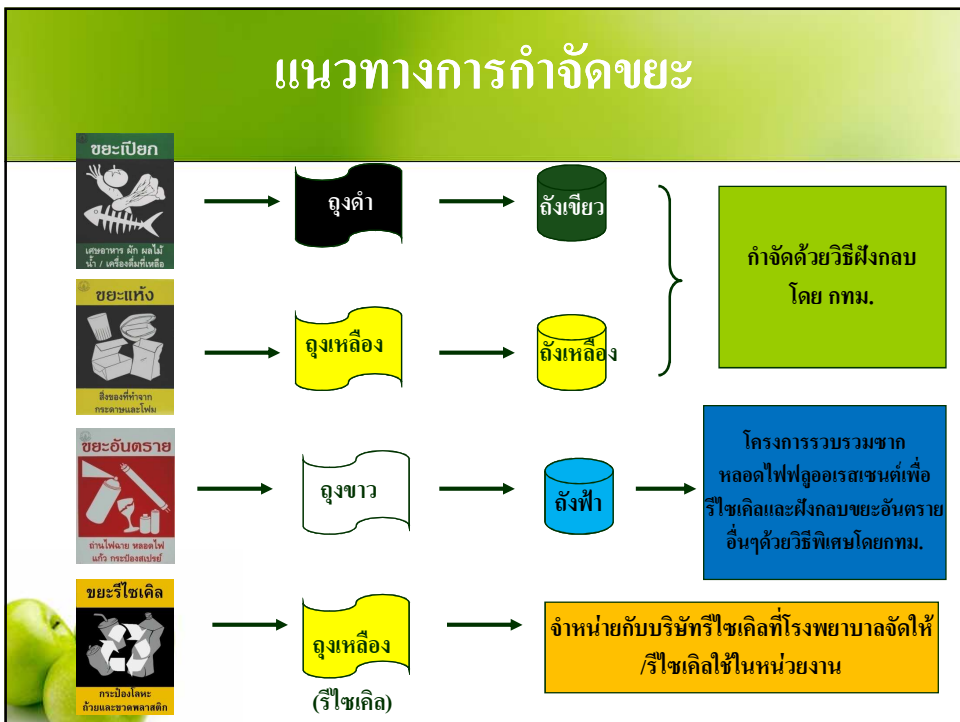 แนวทางการกำจัดขยะ
ขยะเปียก
เศษอาหาร ผัก ผลไม้
น้ำ / เครื่องดื่มที่เหลือ
ถุงดำ
ถังเขียว
กำจัดด้วยวิธีฝังกลบ
โดย กทม.
ขยะแห้ง
สิ่งของที่ทำจาก
กระดาษและโฟม
ถุงเหลือง
ถังเหลือง
ขยะอันตราย
ถ่านไฟฉาย หลอดไฟ
แก้ว กระป๋องสเปรย์
ถุงขาว
ถังฟ้า
โครงการรวบรวมซาก
หลอดไฟฟลูออเรสเซนต์เพื่อ
รีไซเคิลและฝังกลบขยะอันตราย
อื่นๆด้วยวิธีพิเศษโดยกทม.
ขยะรีไซเคิล
กระป๋องโลหะ
ถ้วยและขวดพลาสติก
ถุงเหลือง
(รีไซเคิล)
จำหน่ายกับบริษัทรีไซเคิลที่โรงพยาบาลจัดให้
/รีไซเคิลใช้ในหน่วยงาน